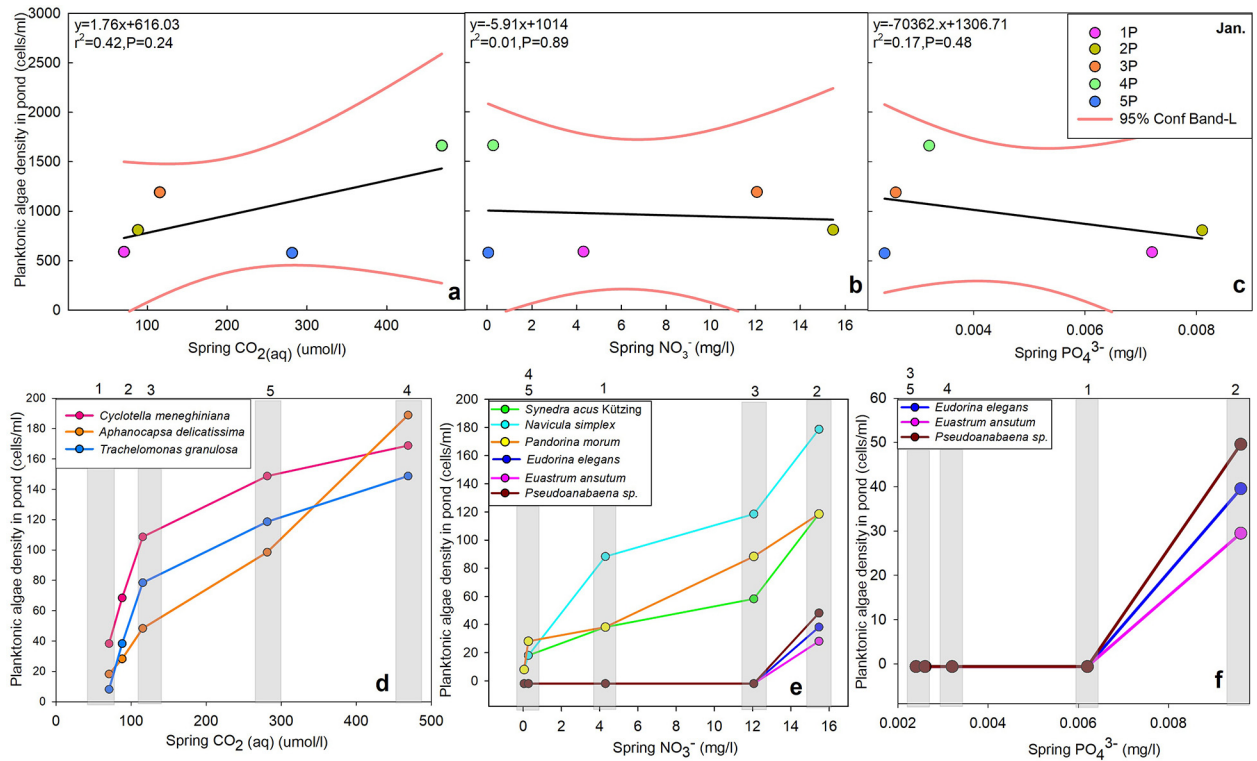 y=1.76x+616.03
r²=0.42,P=0.24
y=-5.91x+1014
r²=0.01,P=0.89
y=-70362.x+1306.71
r²=0.17,P=0.48
Jan.
1P
2P
3P
4P
5P
95% Conf Band-L
Planktonic algae density in pond (cells/ml)
3000
2500
2000
1500
1000
500
0
a
b
c
100 200 300 400
0 2 4 6 8 10 12 14 16
0.004 0.006 0.008
Spring CO₂(aq) (umol/l)
Spring NO₃⁻ (mg/l)
Spring PO₄³⁻ (mg/l)
1 2 3 5 4
Cyclotella meneghiniana
Aphanocapsa delicatissima
Trachelomonas granulosa
Planktonic algae density in pond (cells/ml)
200
180
160
140
120
100
80
60
40
20
0
d
0 100 200 300 400 500
Spring CO₂ (aq) (umol/l)
4
5 1 3 2
Synedra acus Kützing
Navicula simplex
Pandorina morum
Eudorina elegans
Euastrum ansutum
Pseudoanabaena sp.
Planktonic algae density in pond (cells/ml)
200
180
160
140
120
100
80
60
40
20
0
e
0 2 4 6 8 10 12 14 16
Spring NO₃⁻ (mg/l)
3
5 4 1 2
Eudorina elegans
Euastrum ansutum
Pseudoanabaena sp.
Planktonic algae density in pond (cells/ml)
60
50
40
30
20
10
0
f
0.002 0.004 0.006 0.008
Spring PO₄³⁻ (mg/l)